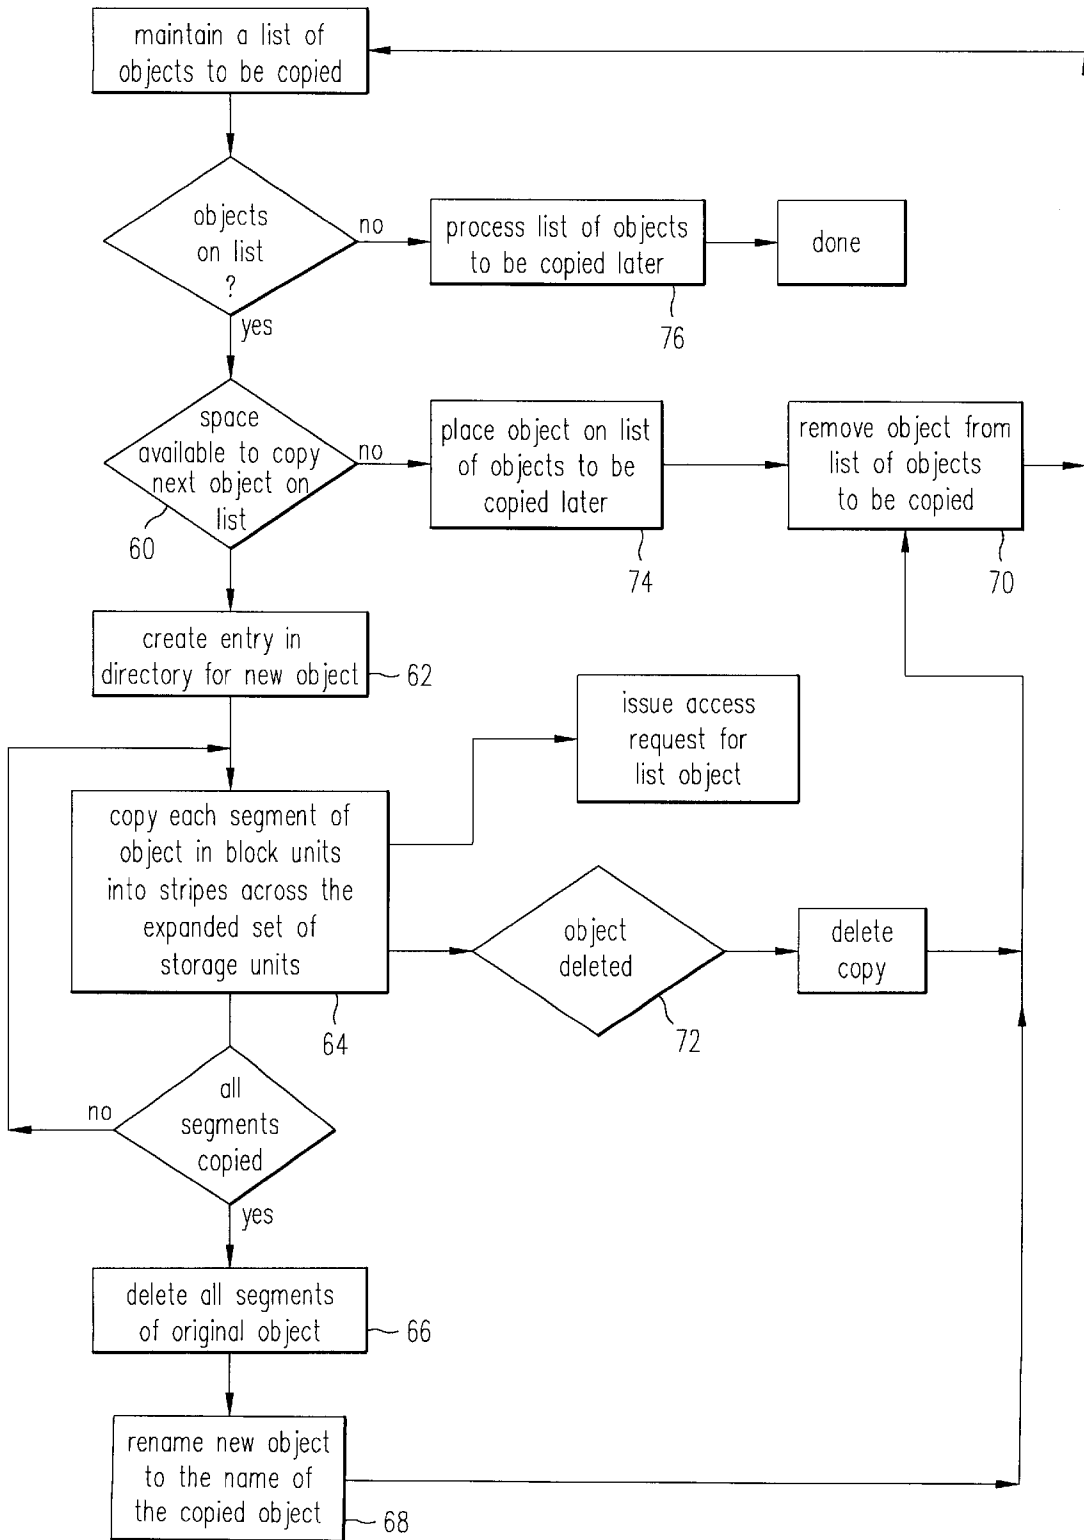 maintain a list of
objects to be copied
objects
on list
?
no
process list of objects
to be copied later
76
done
yes
space
available to copy
next object on
list
60
no
place object on list
of objects to be
copied later
74
remove object from
list of objects
to be copied
70
create entry in
directory for new object
62
issue access
request for
list object
copy each segment of
object in block units
into stripes across the
expanded set of
storage units
64
object
deleted
72
delete
copy
all
segments
copied
no
yes
delete all segments
of original object
66
rename new object
to the name of
the copied object
68